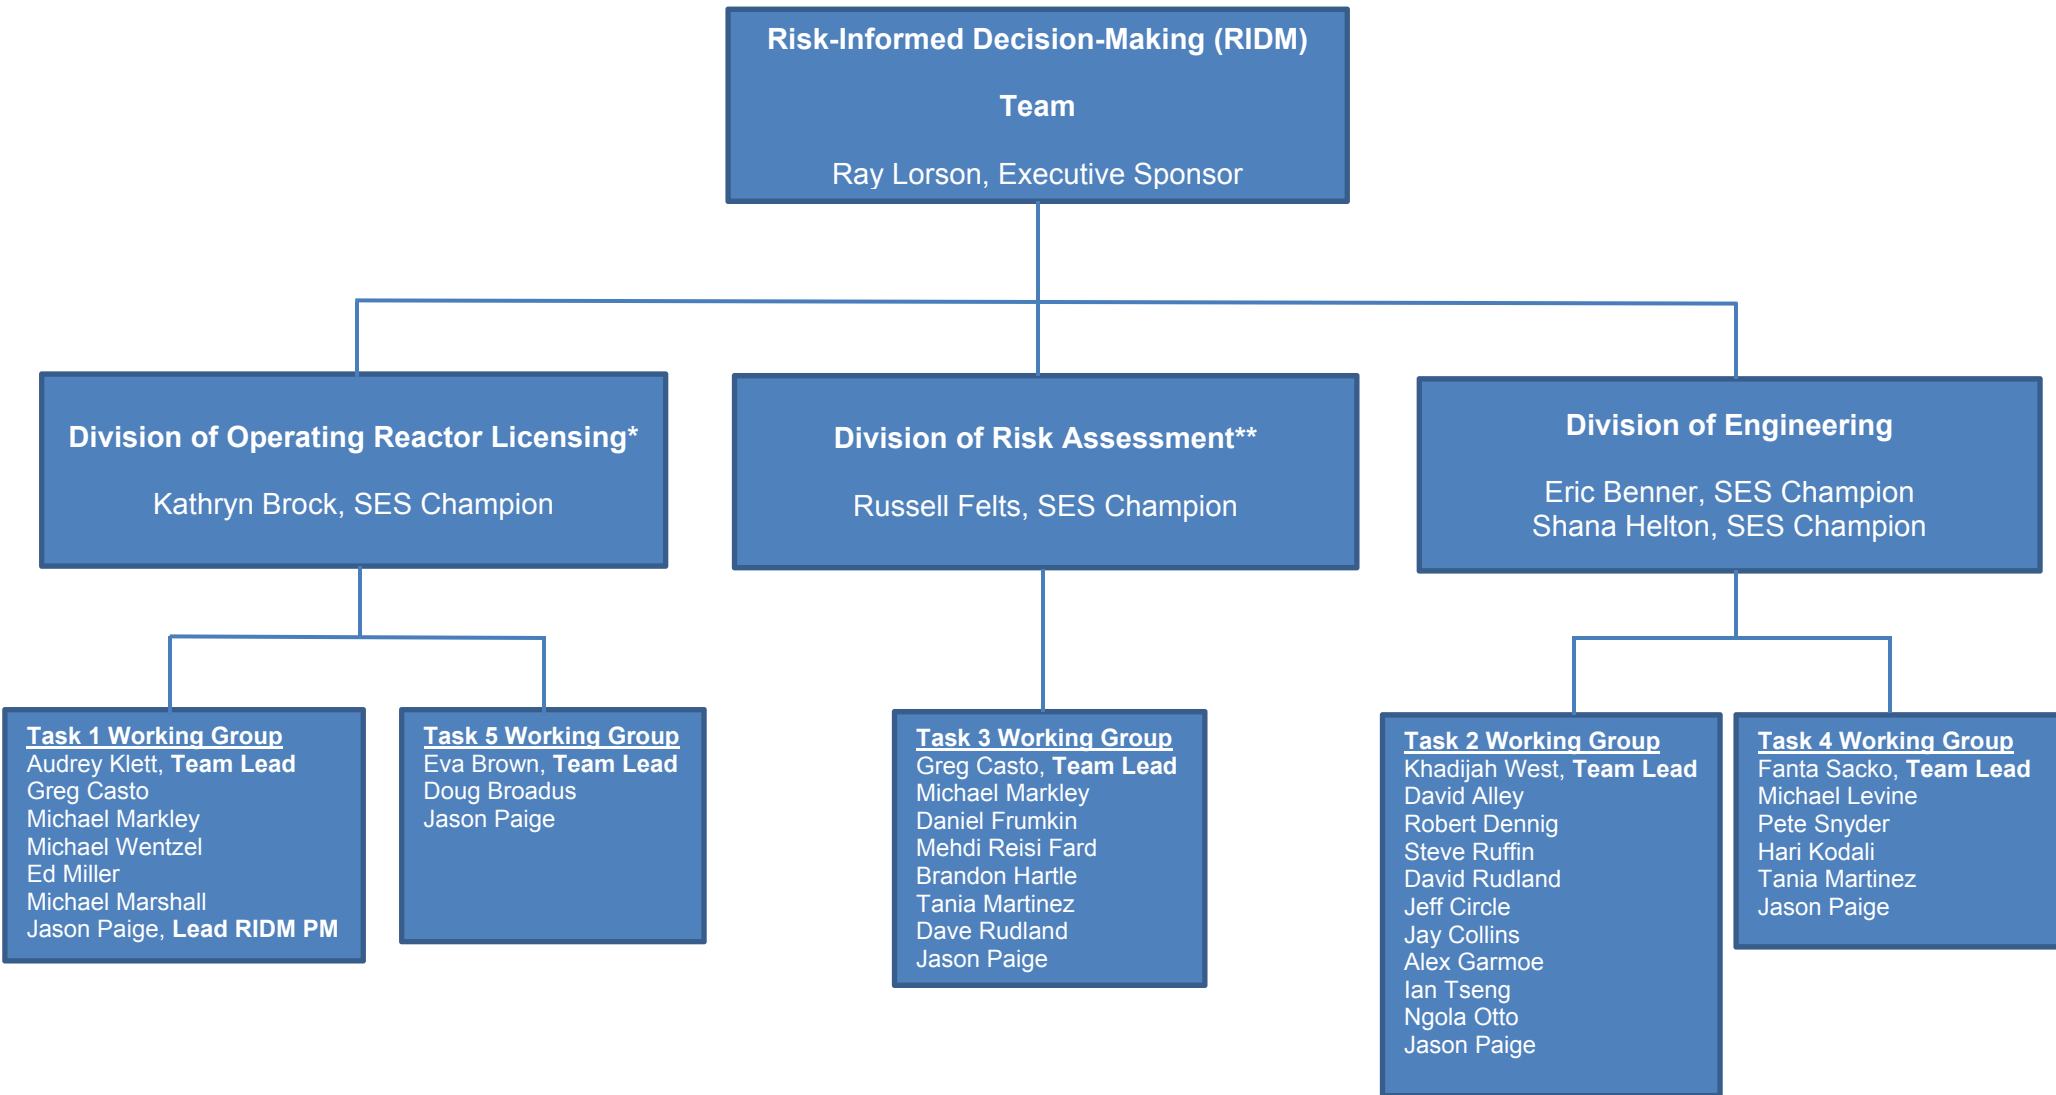 Risk-Informed Decision-Making (RIDM)
Team
Ray Lorson, Executive Sponsor
Division of Operating Reactor Licensing*
Kathryn Brock, SES Champion
Division of Risk Assessment**
Russell Felts, SES Champion
Division of Engineering
Eric Benner, SES Champion
Shana Helton, SES Champion
Task 1 Working Group
Audrey Klett, Team Lead
Greg Casto
Michael Markley
Michael Wentzel
Ed Miller
Michael Marshall
Jason Paige, Lead RIDM PM
Task 5 Working Group
Eva Brown, Team Lead
Doug Broadus
Jason Paige
Task 3 Working Group
Greg Casto, Team Lead
Michael Markley
Daniel Frumkin
Mehdi Reisi Fard
Brandon Hartle
Tania Martinez
Dave Rudland
Jason Paige
Task 2 Working Group
Khadijah West, Team Lead
David Alley
Robert Dennig
Steve Ruffin
David Rudland
Jeff Circle
Jay Collins
Alex Garmoe
Ian Tseng
Ngola Otto
Jason Paige
Task 4 Working Group
Fanta Sacko, Team Lead
Michael Levine
Pete Snyder
Hari Kodali
Tania Martinez
Jason Paige